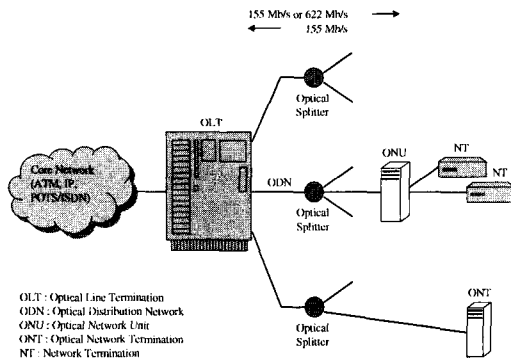 155 Mb/s or 622 Mb/s
155 Mb/s
Optical
Splitter
OLT
Core Network
(ATM, IP,
POTS/ISDN)
ODN
Optical
Splitter
ONU
NT
NT
Optical
Splitter
ONT
OLT : Optical Line Termination
ODN : Optical Distribution Network
ONU : Optical Network Unit
ONT : Optical Network Termination
NT : Network Termination